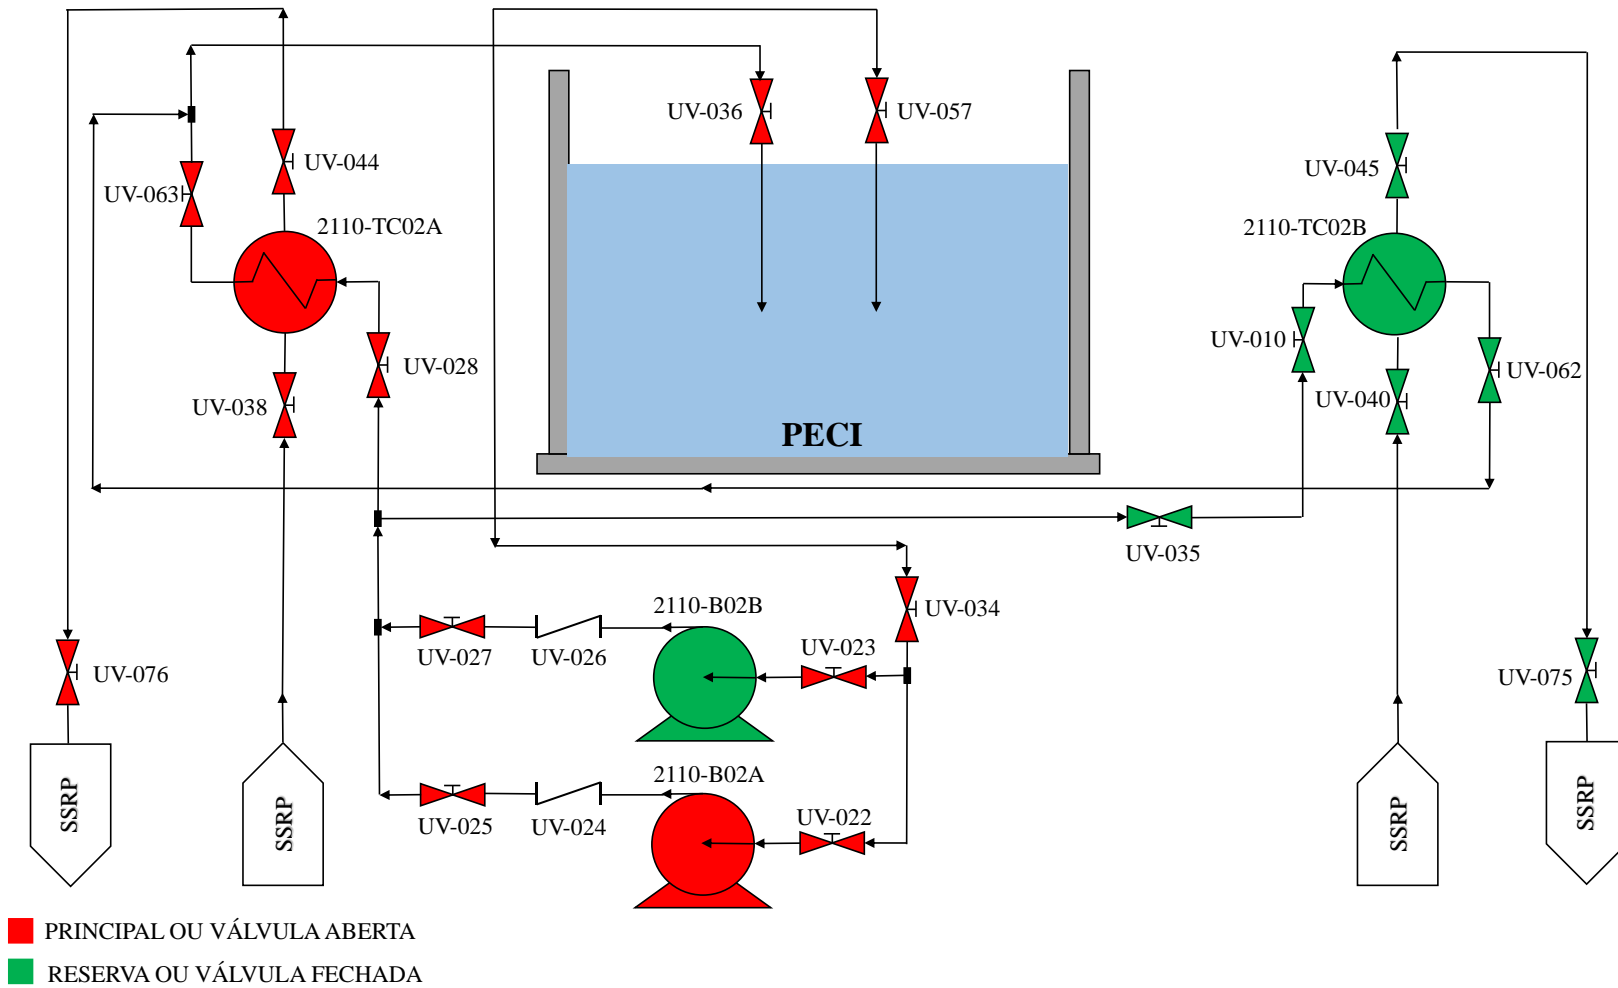 UV-036
UV-057
UV-044
UV-045
UV-063
2110-TC02A
2110-TC02B
UV-010
UV-028
UV-062
UV-038
UV-040
PECI
UV-035
2110-B02B
UV-034
UV-027
UV-026
UV-023
UV-076
UV-075
2110-B02A
UV-025
UV-024
UV-022
SSRP
SSRP
SSRP
SSRP
PRINCIPAL OU VÁLVULA ABERTA
RESERVA OU VÁLVULA FECHADA